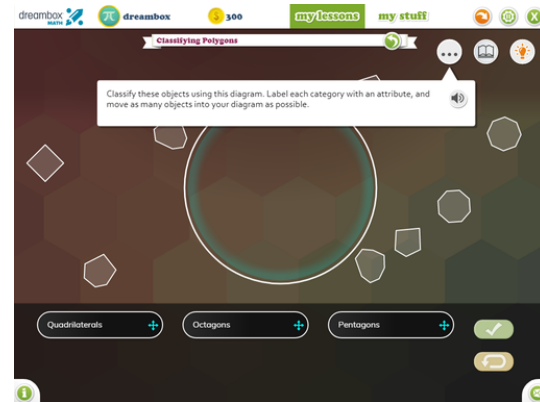 dreambox
MATH
dreambox
300
my lessons
my stuff
Classifying Polygons
Classify these objects using this diagram. Label each category with an attribute, and
move as many objects into your diagram as possible.
Quadrilaterals
Octagons
Pentagons